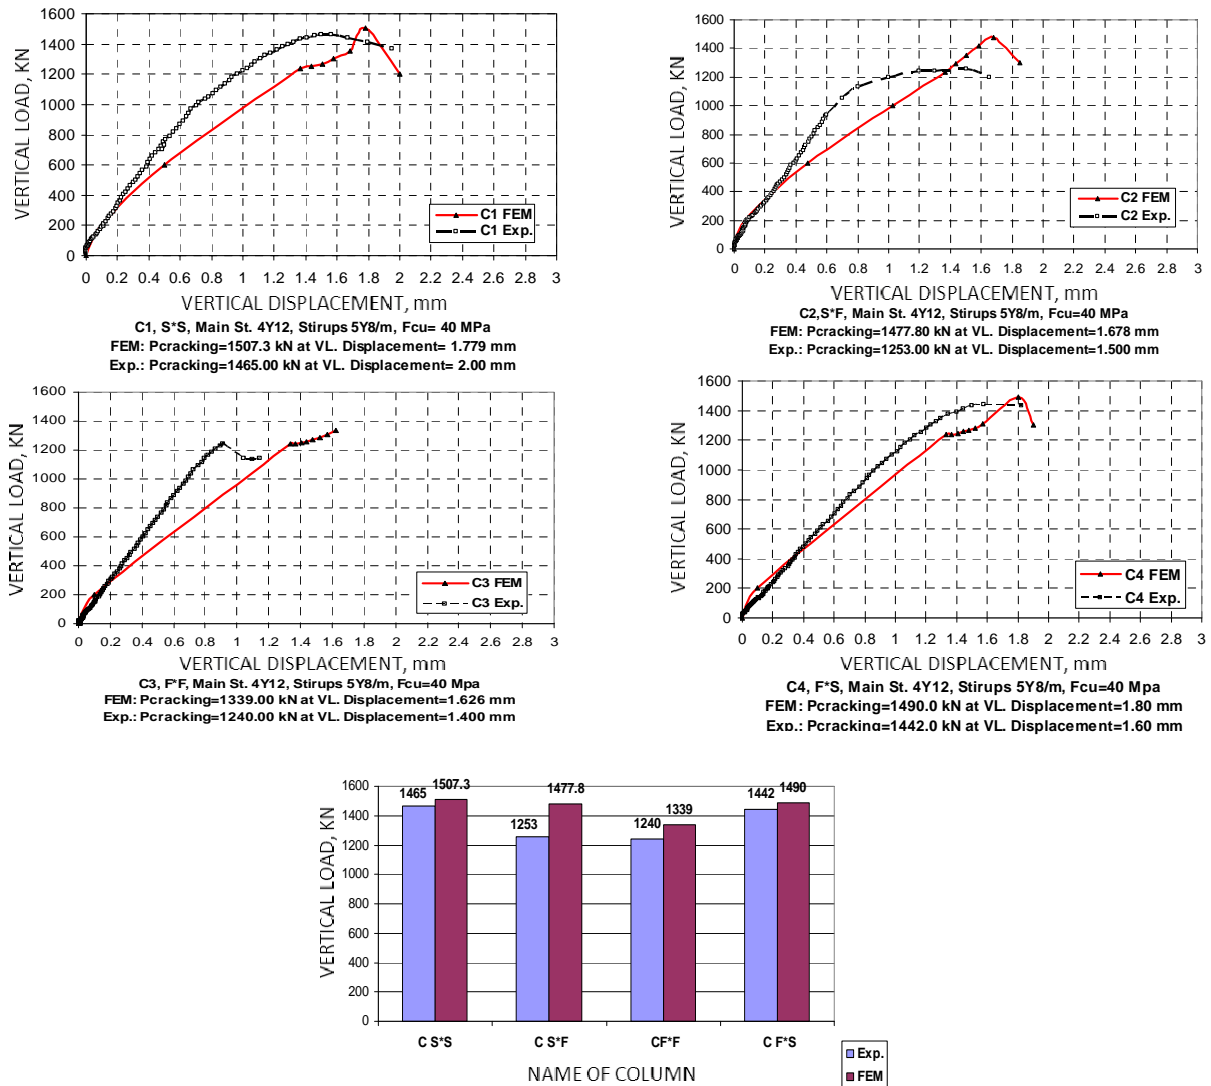 VERTICAL LOAD, KN
1600
1400
1200
1000
800
600
400
200
0
0 0.2 0.4 0.6 0.8 1 1.2 1.4 1.6 1.8 2 2.2 2.4 2.6 2.8 3
C1 FEM
C1 Exp.
VERTICAL DISPLACEMENT, mm
C1, S*S, Main St. 4Y12, Stirups 5Y8/m, Fcu= 40 MPa
FEM: Pcracking=1507.3 kN at VL. Displacement= 1.779 mm
Exp.: Pcracking=1465.00 kN at VL. Displacement= 2.00 mm
VERTICAL LOAD, KN
1600
1400
1200
1000
800
600
400
200
0
0 0.2 0.4 0.6 0.8 1 1.2 1.4 1.6 1.8 2 2.2 2.4 2.6 2.8 3
C2 FEM
C2 Exp.
VERTICAL DISPLACEMENT, mm
C2,S*F, Main St. 4Y12, Stirups 5Y8/m, Fcu=40 MPa
FEM: Pcracking=1477.80 kN at VL. Displacement=1.678 mm
Exp.: Pcracking=1253.00 kN at VL. Displacement=1.500 mm
VERTICAL LOAD, KN
1600
1400
1200
1000
800
600
400
200
0
0 0.2 0.4 0.6 0.8 1 1.2 1.4 1.6 1.8 2 2.2 2.4 2.6 2.8 3
C3 FEM
C3 Exp.
VERTICAL DISPLACEMENT, mm
C3, F*F, Main St. 4Y12, Stirups 5Y8/m, Fcu=40 Mpa
FEM: Pcracking=1339.00 kN at VL. Displacement=1.626 mm
Exp.: Pcracking=1240.00 kN at VL. Displacement=1.400 mm
VERTICAL LOAD, KN
1600
1400
1200
1000
800
600
400
200
0
0 0.2 0.4 0.6 0.8 1 1.2 1.4 1.6 1.8 2 2.2 2.4 2.6 2.8 3
C4 FEM
C4 Exp.
VERTICAL DISPLACEMENT, mm
C4, F*S, Main St. 4Y12, Stirups 5Y8/m, Fcu=40 MPa
FEM: Pcracking=1490.0 kN at VL. Displacement=1.80 mm
Exp.: Pcracking=1442.0 kN at VL. Displacement=1.60 mm
VERTICAL LOAD, KN
1600
1400
1200
1000
800
600
400
200
0
1465 1507.3 1253 1477.8 1240 1339 1442 1490
C S*S C S*F CF*F C F*S
NAME OF COLUMN
Exp.
FEM